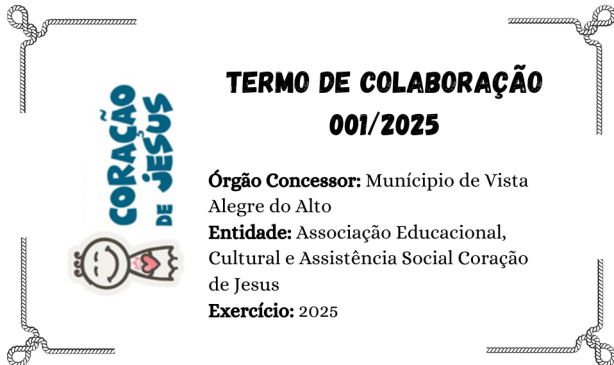 CORAÇÃO
DE JESUS
TERMO DE COLABORAÇÃO
001/2025
Órgão Concessor: Munícipio de Vista
Alegre do Alto
Entidade: Associação Educacional,
Cultural e Assistência Social Coração
de Jesus
Exercício: 2025